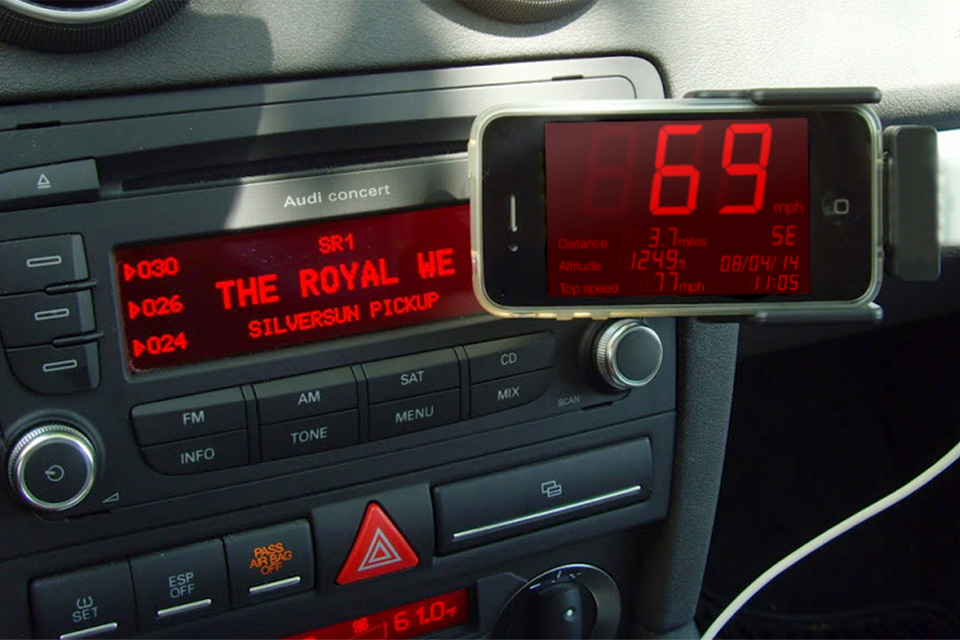 Audi concert
SR1
030
THE ROYAL WE
026
SILVERSUN PICKUP
024
69
mph
Distance 3.7 miles SE
Altitude 1249 ft 08/04/14
Top speed 77 mph 11:05
FM
AM
SAT
CD
INFO
TONE
MENU
MIX
SCAN
SET
ESP
OFF
PASS
AIR BAG
OFF
61.0 °F